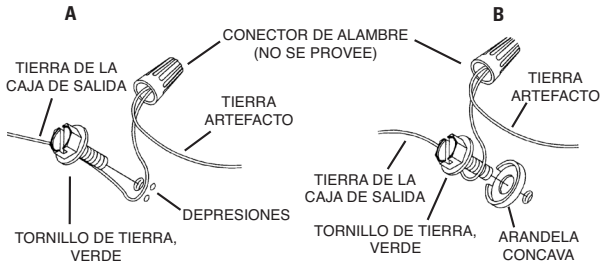 A
TIERRA DE LA
CAJA DE SALIDA
TIERRA
ARTEFACTO
DEPRESIONES
TORNILLO DE TIERRA,
VERDE
CONECTOR DE ALAMBRE
(NO SE PROVEE)
B
TIERRA
ARTEFACTO
TIERRA DE LA
CAJA DE SALIDA
TORNILLO DE TIERRA,
VERDE
ARANDELA
CONCAVA